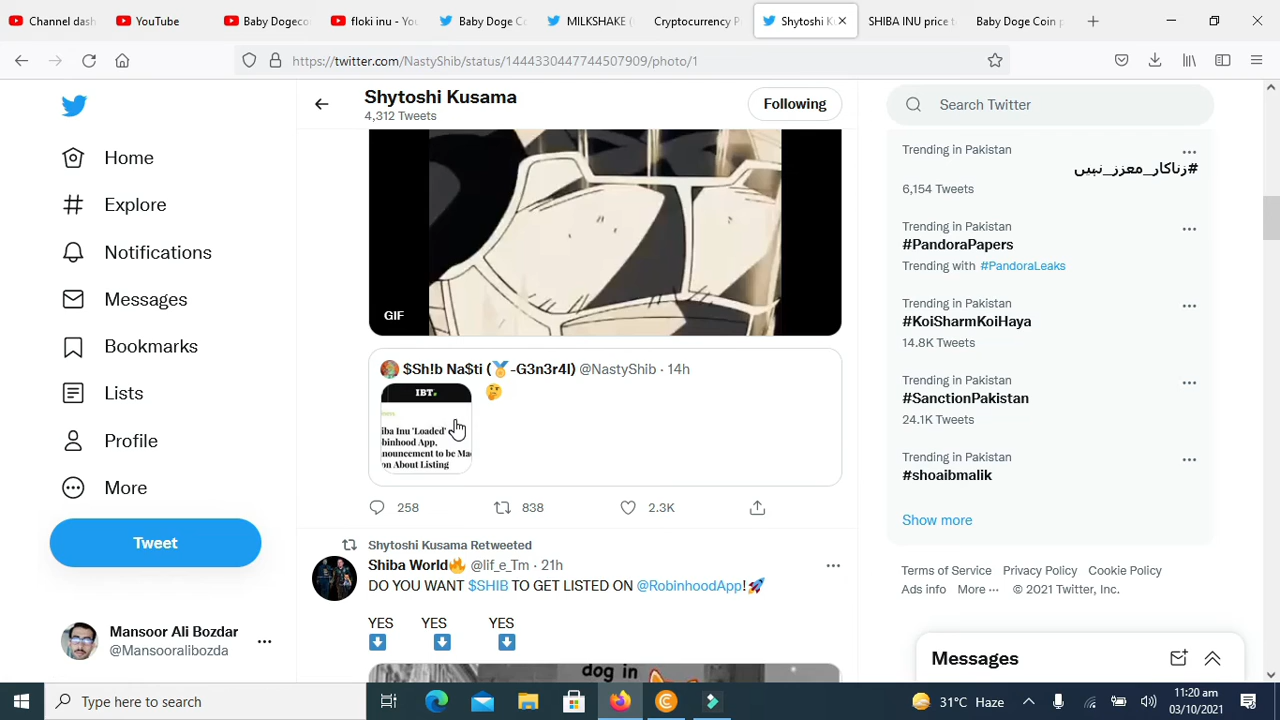 Channel dash
YouTube
Baby Dogeco
floki inu - You
Baby Doge Co
MILKSHAKE (
Cryptocurrency P
Shytoshi K
SHIBA INU price t
Baby Doge Coin p
https://twitter.com/NastyShib/status/1444330447744507909/photo/1
Home
Explore
Notifications
Messages
Bookmarks
Lists
Profile
More
Tweet
Mansoor Ali Bozdar
@Mansooralibozda
Shytoshi Kusama
4,312 Tweets
Following
GIF
$Sh!b Na$ti (🏅-G3n3r4l) @NastyShib · 14h
🤔
IBT.
iba Inu 'Loaded'
binhood App,
nnouncement to be Ma
on About Listing
258
838
2.3K
Shytoshi Kusama Retweeted
Shiba World🔥 @lif_e_Tm · 21h
DO YOU WANT $SHIB TO GET LISTED ON @RobinhoodApp!🚀
YES YES YES
⬇️ ⬇️ ⬇️
dog in
Search Twitter
Trending in Pakistan
#زناکار_معزز_نہیں
6,154 Tweets
Trending in Pakistan
#PandoraPapers
Trending with #PandoraLeaks
Trending in Pakistan
#KoiSharmKoiHaya
14.8K Tweets
Trending in Pakistan
#SanctionPakistan
24.1K Tweets
Trending in Pakistan
#shoaibmalik
Show more
Terms of Service Privacy Policy Cookie Policy
Ads info More ··· © 2021 Twitter, Inc.
Messages
Type here to search
31°C Haze
11:20 am
03/10/2021